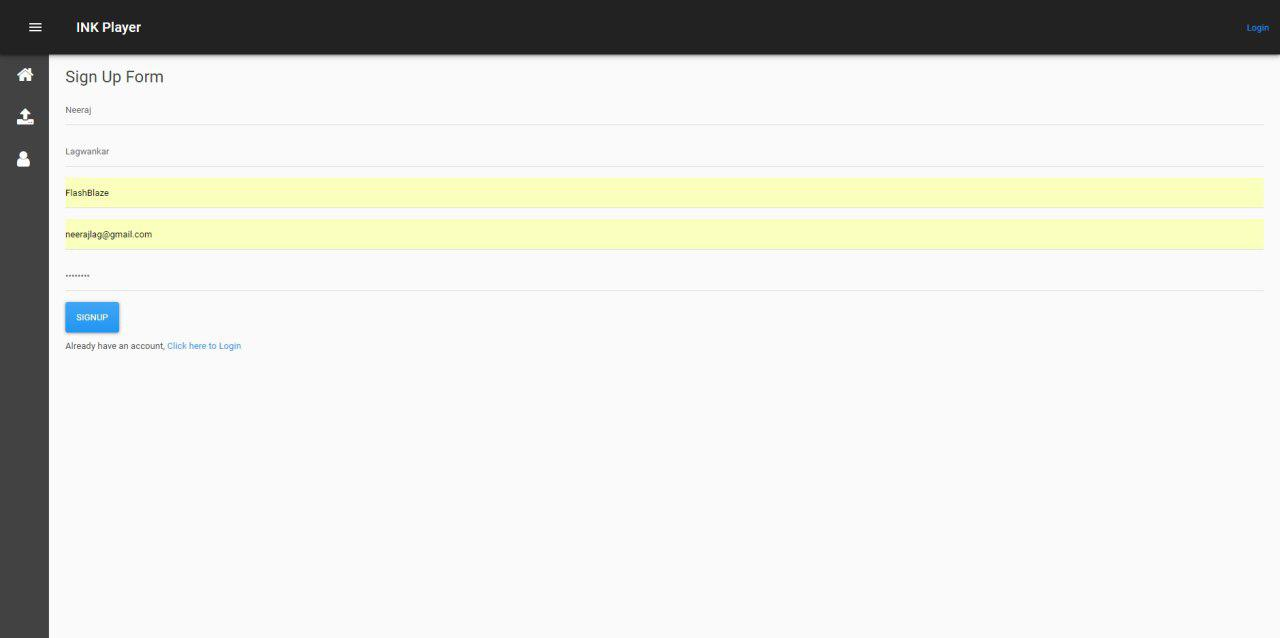 INK Player
Login
Sign Up Form
Neeraj
Lagwankar
FlashBlaze
neerajlag@gmail.com
••••••••
SIGNUP
Already have an account, Click here to Login